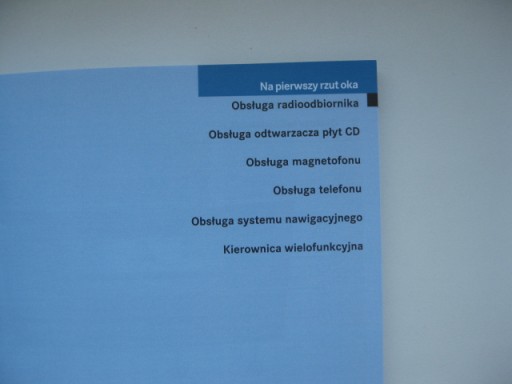 Na pierwszy rzut oka
Obsługa radioodbiornika
Obsługa odtwarzacza płyt CD
Obsługa magnetofonu
Obsługa telefonu
Obsługa systemu nawigacyjnego
Kierownica wielofunkcyjna